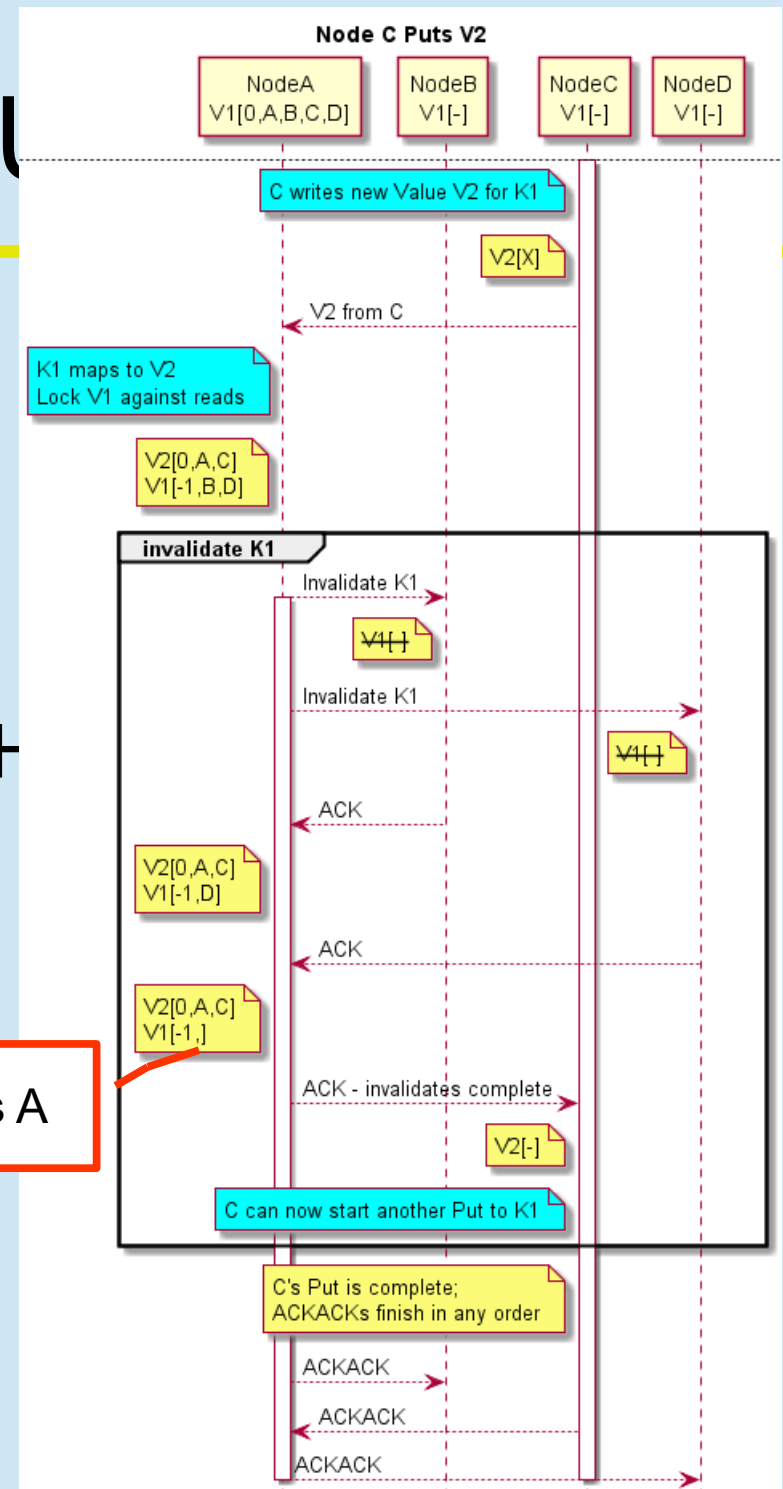 Node C Puts V2
NodeA
V1[0,A,B,C,D]
NodeB
V1[-]
NodeC
V1[-]
NodeD
V1[-]
C writes new Value V2 for K1
V2[X]
V2 from C
K1 maps to V2
Lock V1 against reads
V2[0,A,C]
V1[-1,B,D]
invalidate K1
Invalidate K1
V1[-]
Invalidate K1
V1[-]
ACK
V2[0,A,C]
V1[-1,D]
ACK
V2[0,A,C]
V1[-1,]
s A
ACK - invalidates complete
V2[-]
C can now start another Put to K1
C's Put is complete;
ACKACKs finish in any order
ACKACK
ACKACK
ACKACK